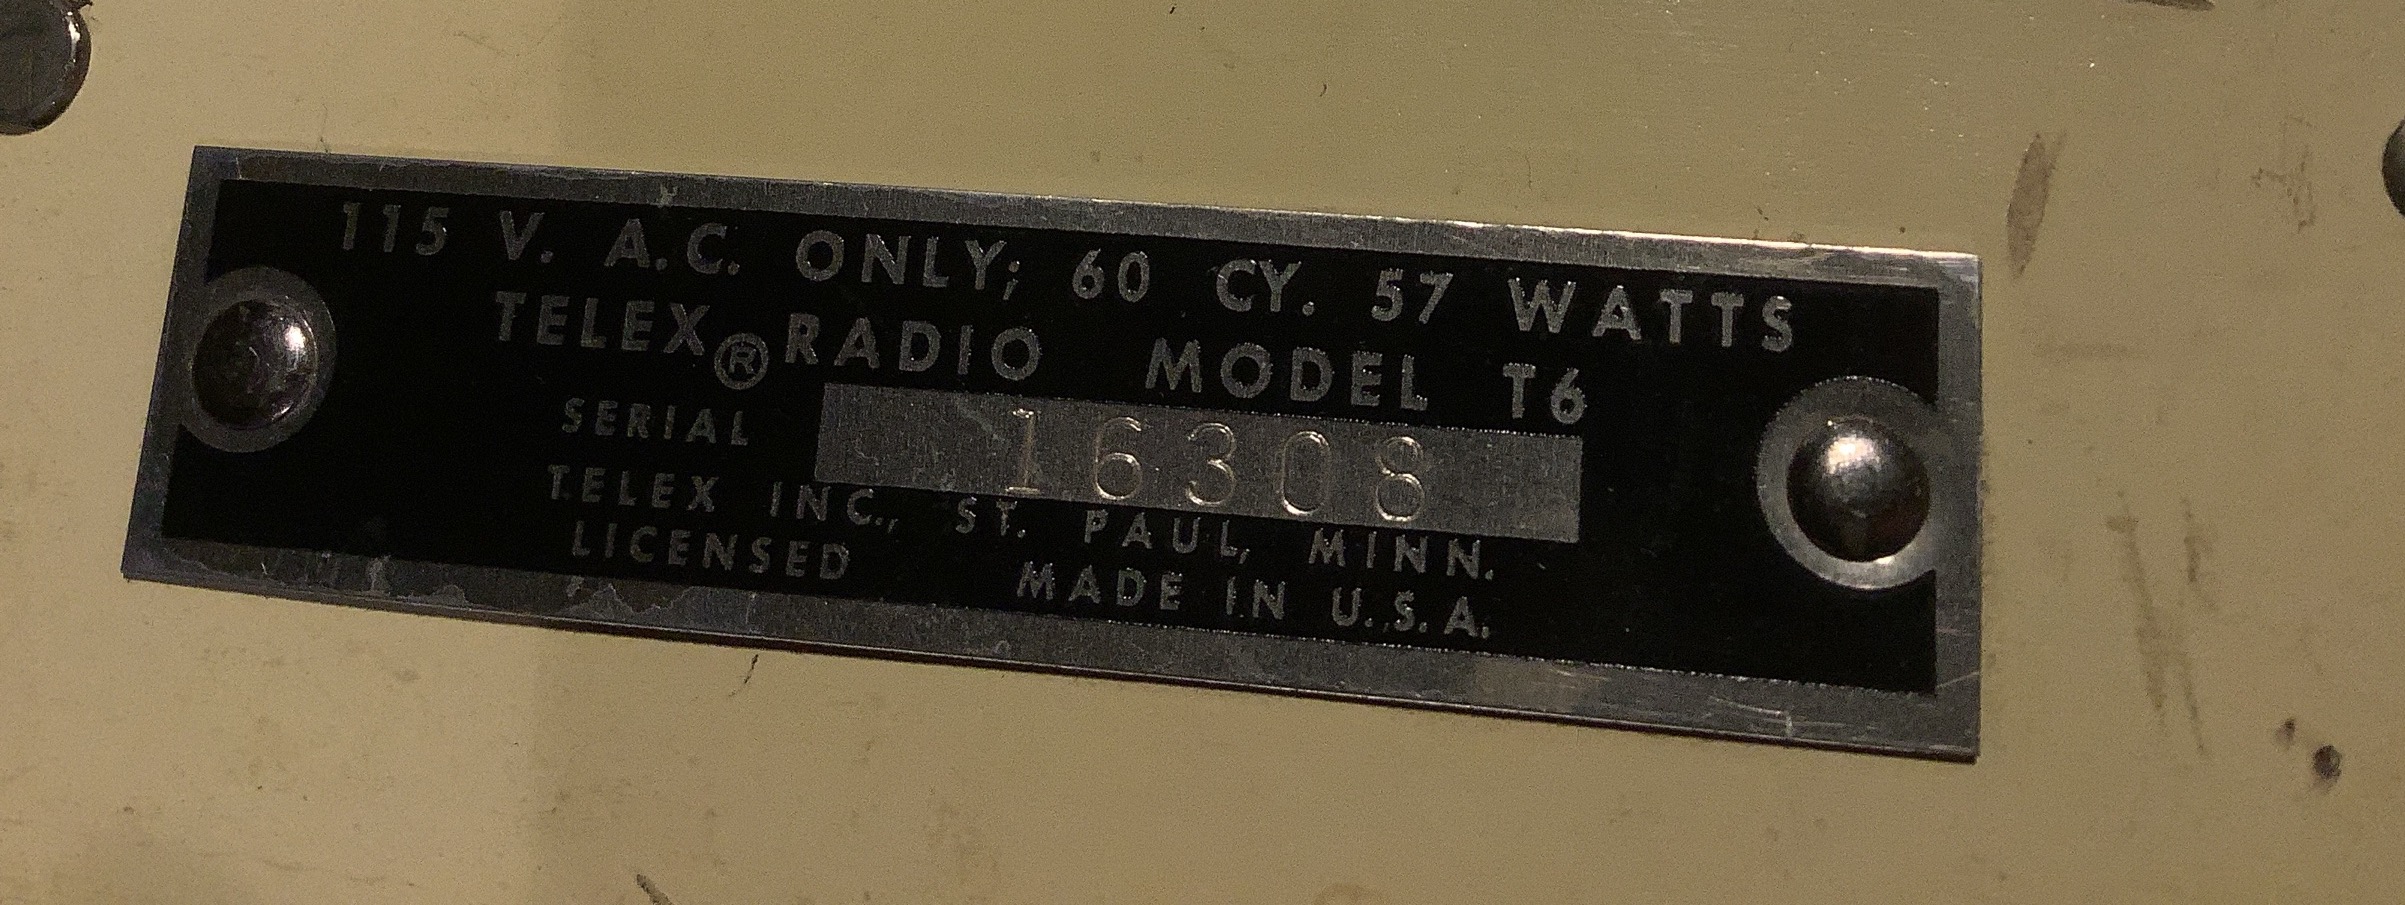 115 V. A.C. ONLY; 60 CY. 57 WATTS
TELEX® RADIO MODEL T6
SERIAL 16308
TELEX INC., ST. PAUL, MINN.
LICENSED MADE IN U.S.A.